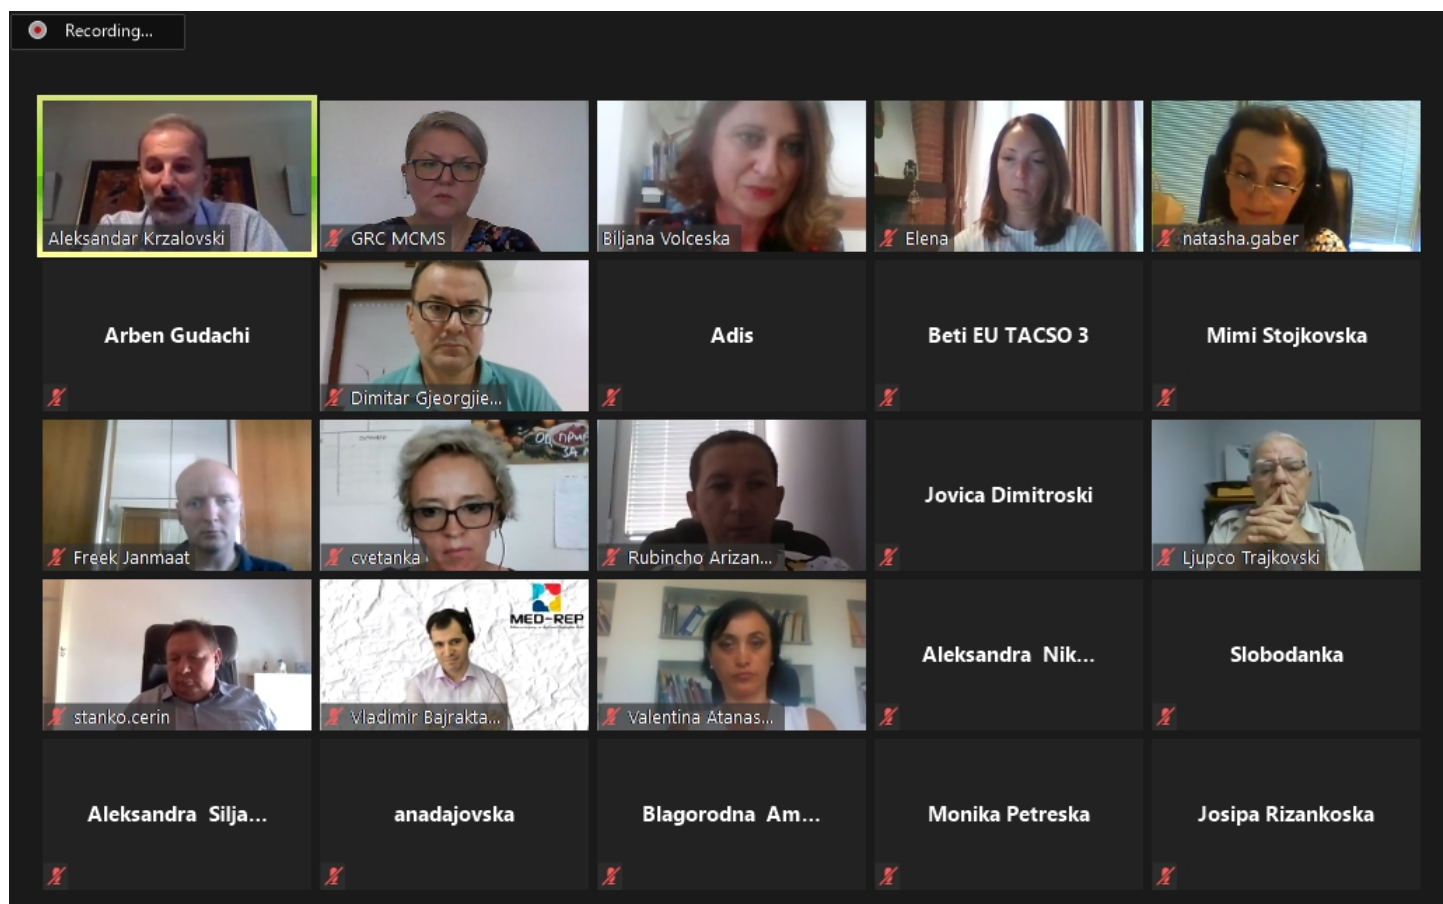 Recording...
Aleksandar Krzalovski
GRC MCMS
Biljana Volceska
Elena
natasha.gaber
Arben Gudachi
Dimitar Gjeorgjie...
Adis
Beti EU TACSO 3
Mimi Stojkovska
Freek Janmaat
cvetanka
Rubincho Arizan...
Jovica Dimitroski
Ljupco Trajkovski
stanko.cerin
MED-REP
Vladimir Bajrakta...
Valentina Atanas...
Aleksandra Nik...
Slobodanka
Aleksandra Silja...
anadajovska
Blagorodna Am...
Monika Petreska
Josipa Rizankoska